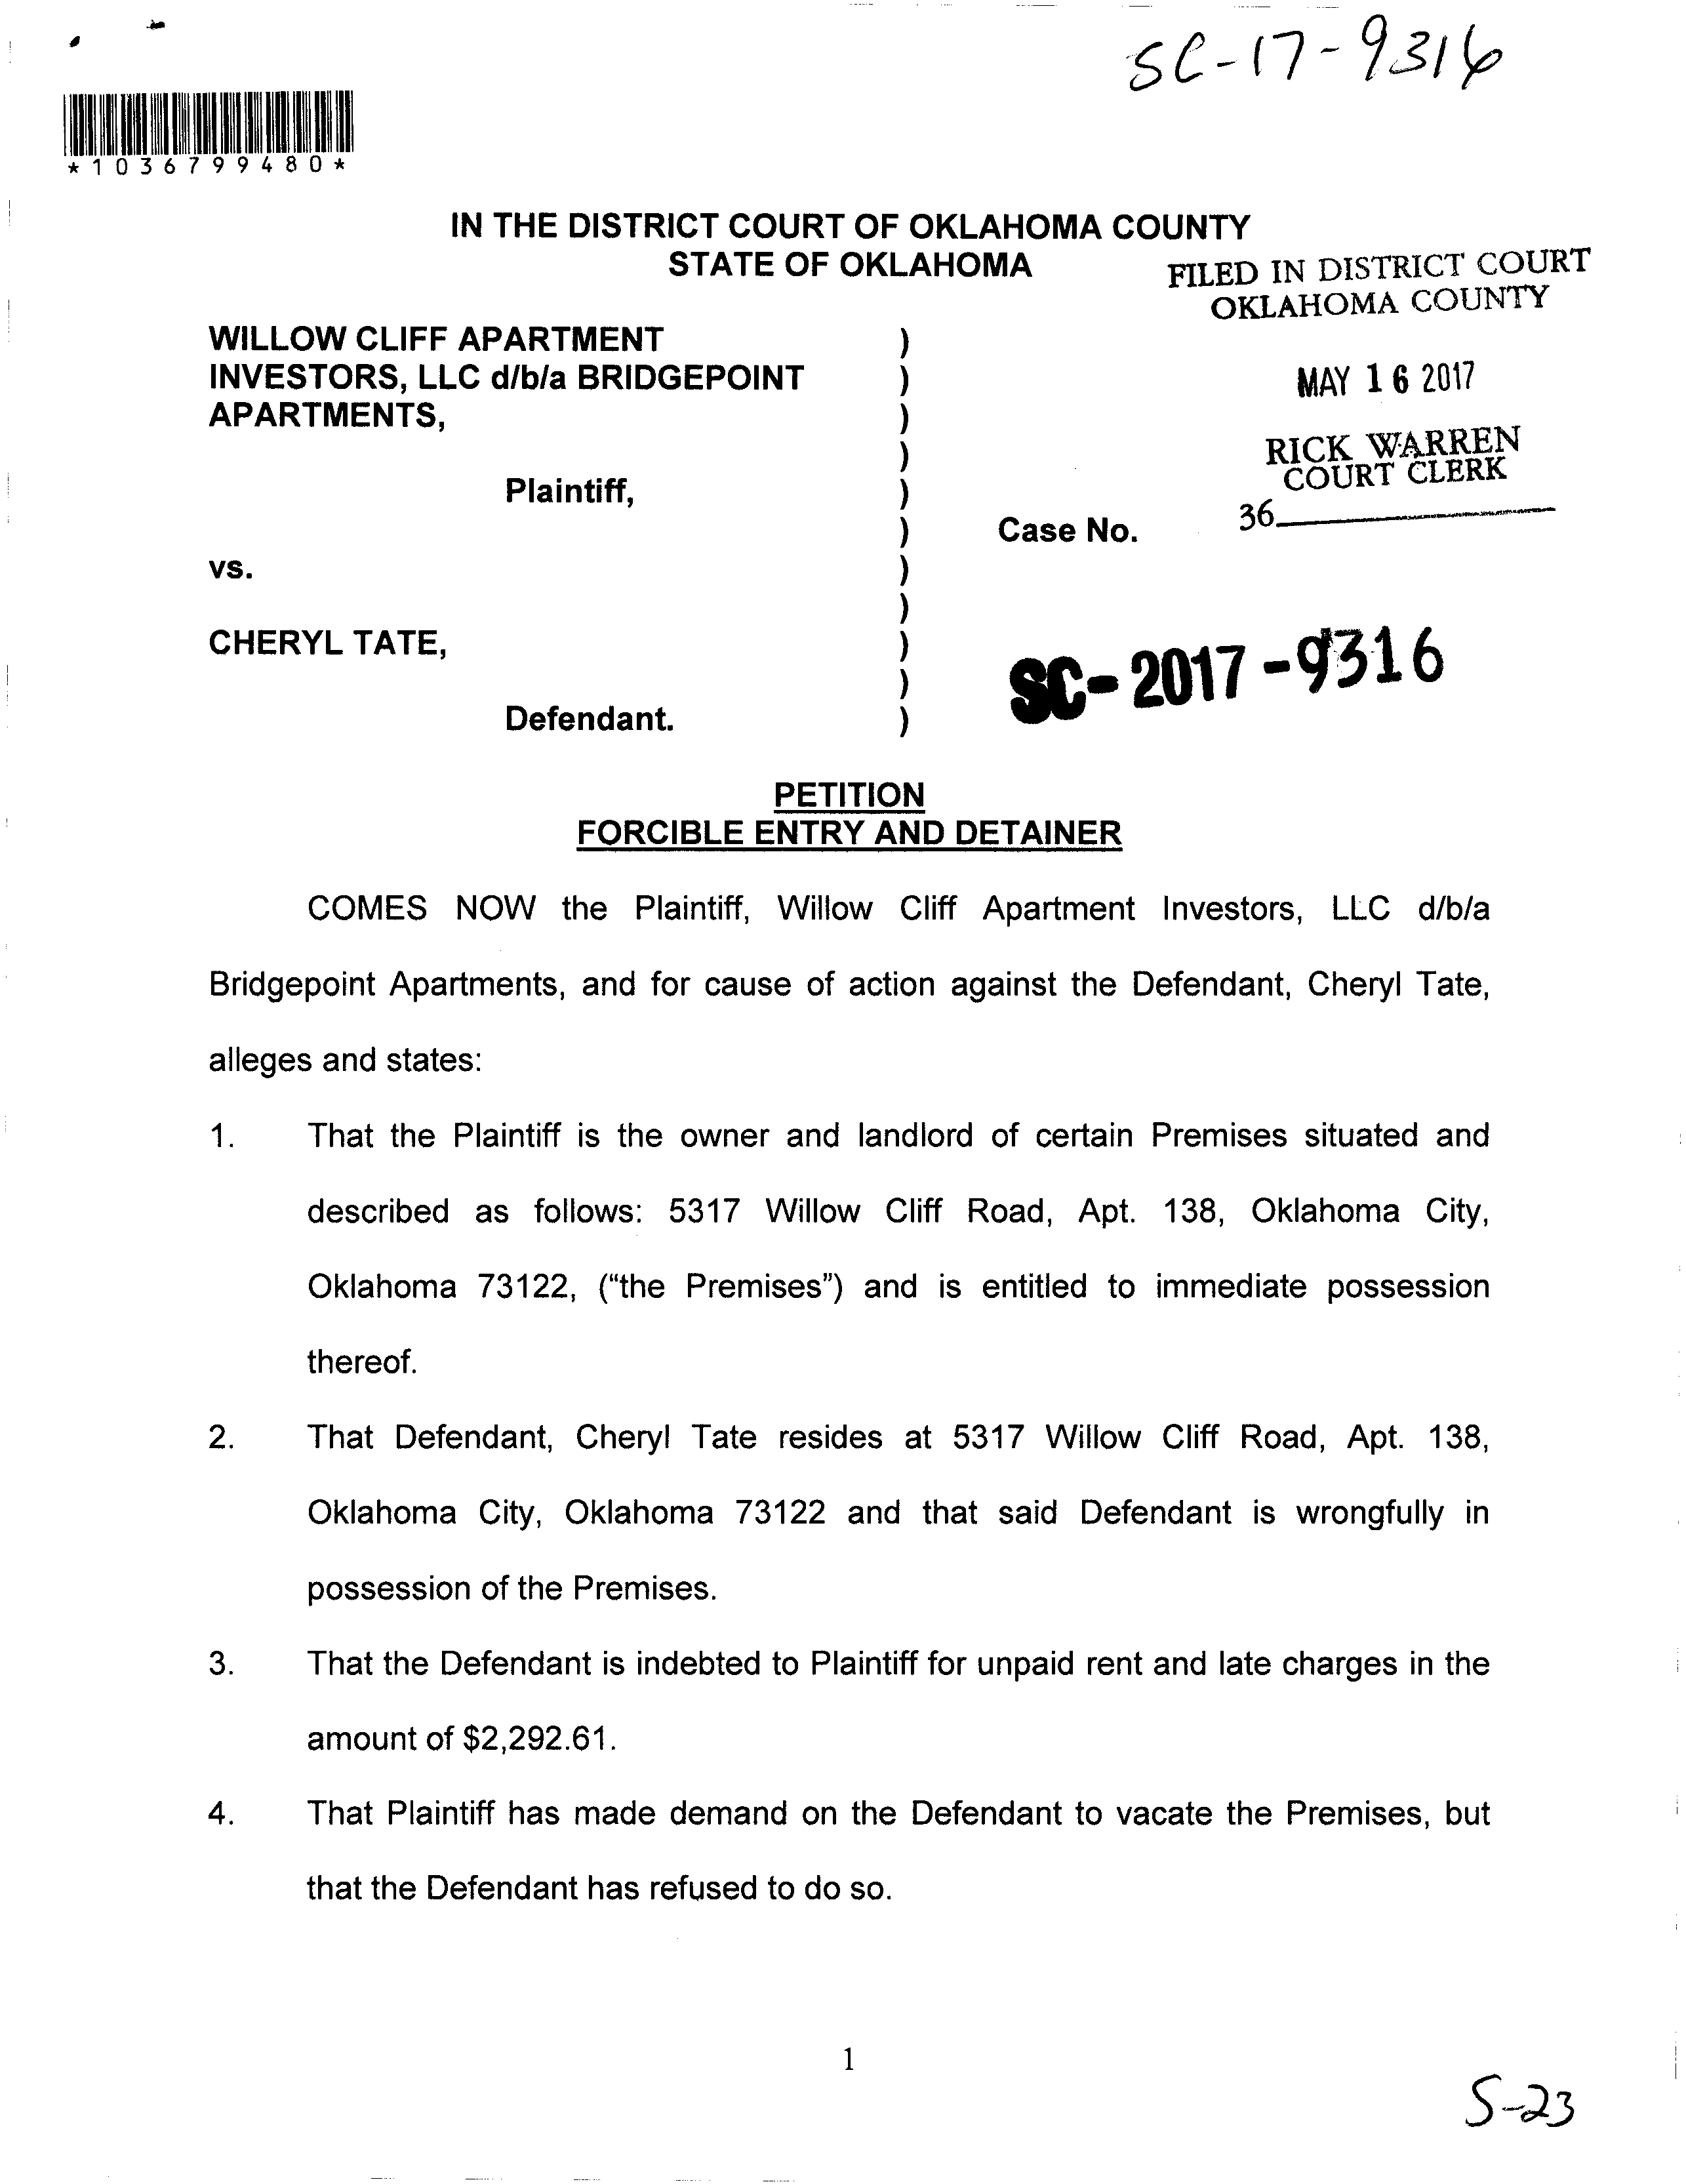 SC-17-9316
*1036799480*
IN THE DISTRICT COURT OF OKLAHOMA COUNTY
STATE OF OKLAHOMA
FILED IN DISTRICT COURT
OKLAHOMA COUNTY
WILLOW CLIFF APARTMENT )
INVESTORS, LLC d/b/a BRIDGEPOINT )
APARTMENTS, )
)
Plaintiff, )
)
vs. )
)
CHERYL TATE, )
)
Defendant. )
MAY 16 2017
RICK WARREN
COURT CLERK
36
Case No.
SC-2017-9316
PETITION
FORCIBLE ENTRY AND DETAINER
COMES NOW the Plaintiff, Willow Cliff Apartment Investors, LLC d/b/a
Bridgepoint Apartments, and for cause of action against the Defendant, Cheryl Tate,
alleges and states:
1. That the Plaintiff is the owner and landlord of certain Premises situated and
described as follows: 5317 Willow Cliff Road, Apt. 138, Oklahoma City,
Oklahoma 73122, (“the Premises”) and is entitled to immediate possession
thereof.
2. That Defendant, Cheryl Tate resides at 5317 Willow Cliff Road, Apt. 138,
Oklahoma City, Oklahoma 73122 and that said Defendant is wrongfully in
possession of the Premises.
3. That the Defendant is indebted to Plaintiff for unpaid rent and late charges in the
amount of $2,292.61.
4. That Plaintiff has made demand on the Defendant to vacate the Premises, but
that the Defendant has refused to do so.
1
S-23